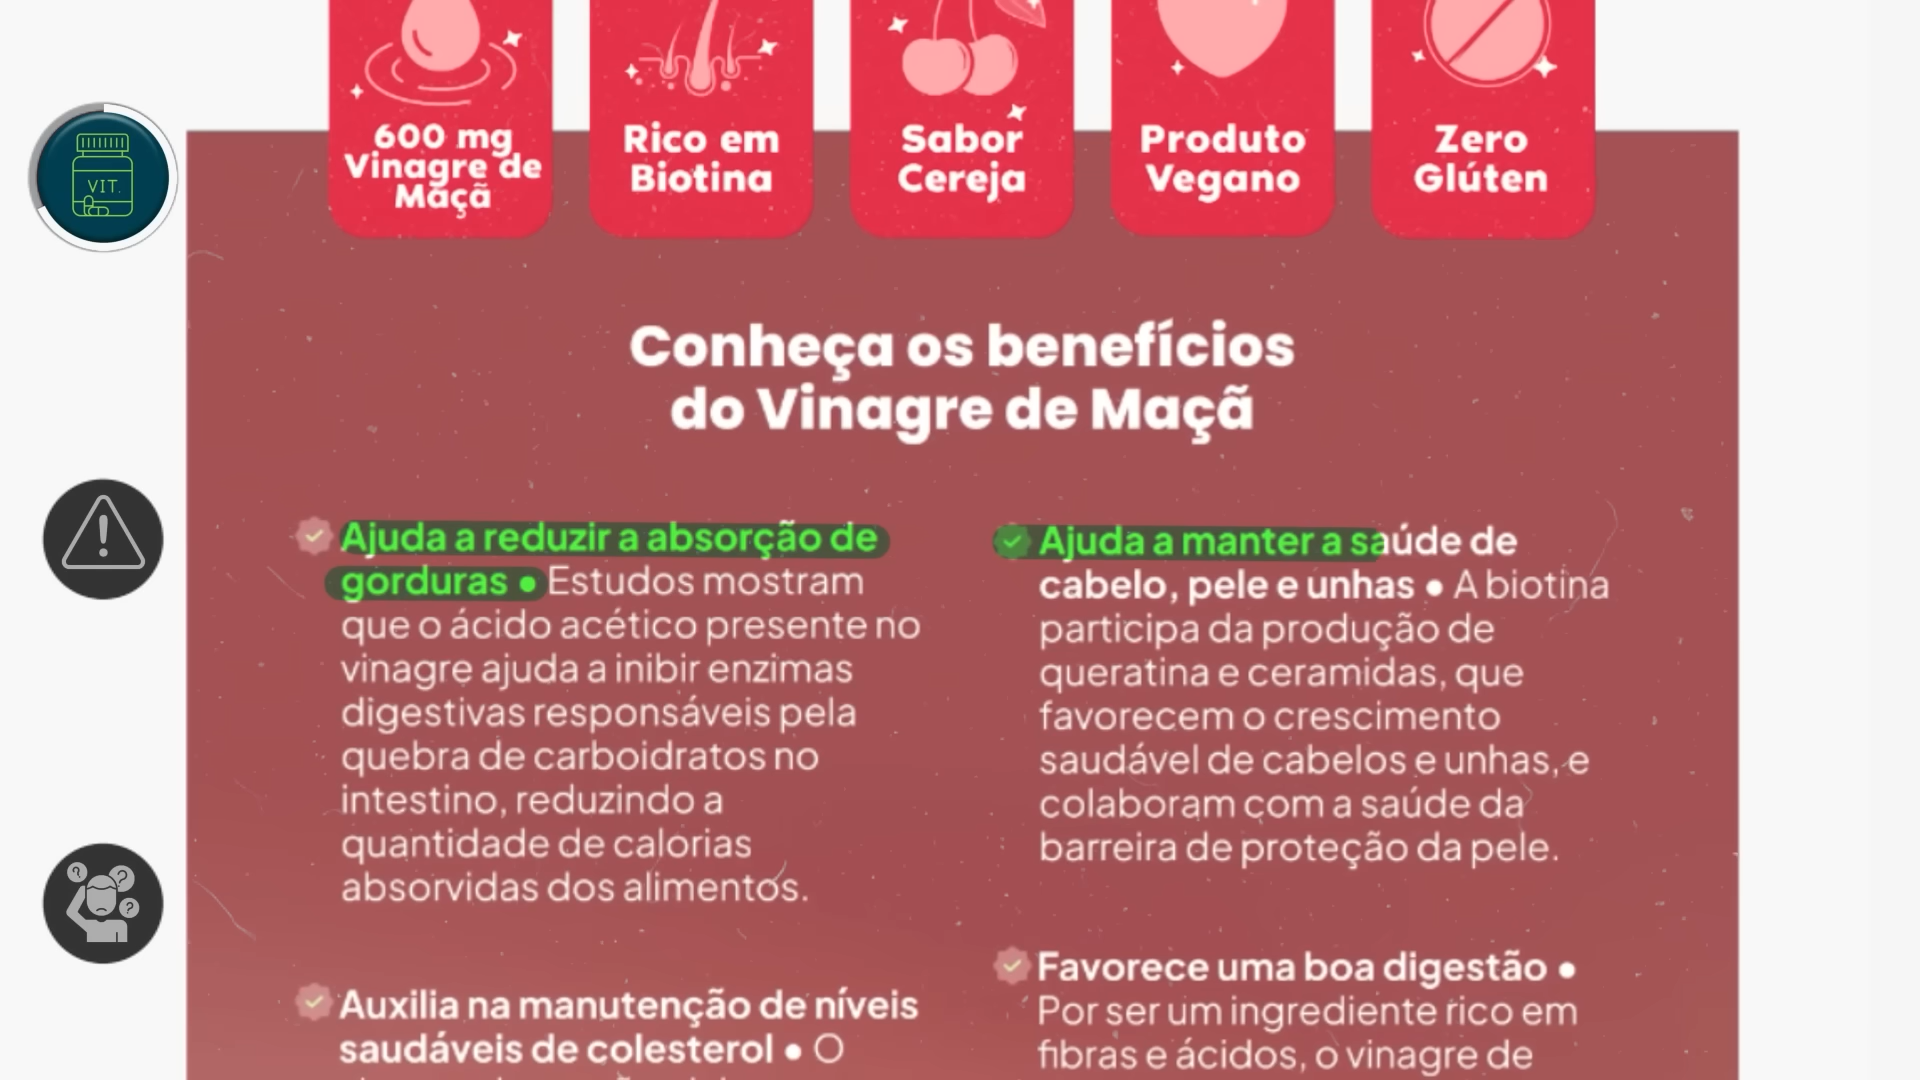 600 mg
Vinagre de
Maçã
Rico em
Biotina
Sabor
Cereja
Produto
Vegano
Zero
Glúten
VIT.
Conheça os benefícios
do Vinagre de Maçã
Ajuda a reduzir a absorção de
gorduras • Estudos mostram
que o ácido acético presente no
vinagre ajuda a inibir enzimas
digestivas responsáveis pela
quebra de carboidratos no
intestino, reduzindo a
quantidade de calorias
absorvidas dos alimentos.
Auxilia na manutenção de níveis
saudáveis de colesterol • O
Ajuda a manter a saúde de
cabelo, pele e unhas • A biotina
participa da produção de
queratina e ceramidas, que
favorecem o crescimento
saudável de cabelos e unhas, e
colaboram com a saúde da
barreira de proteção da pele.
Favorece uma boa digestão •
Por ser um ingrediente rico em
fibras e ácidos, o vinagre de